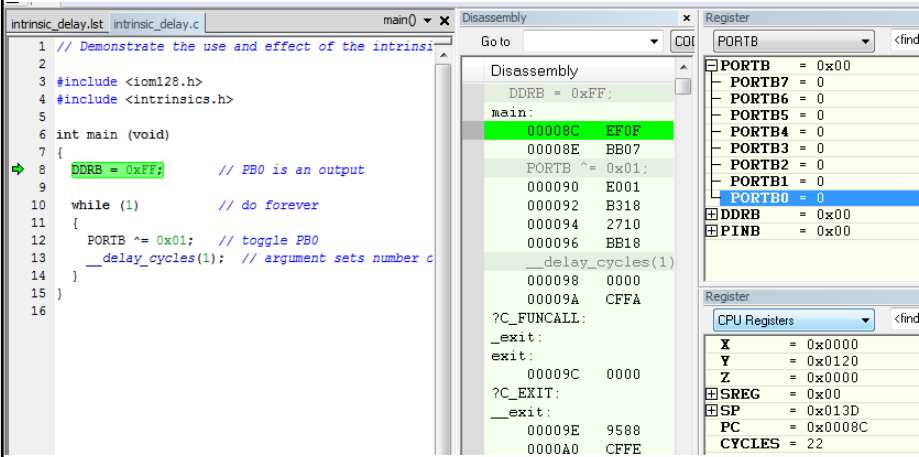 intrinsic_delay.lst intrinsic_delay.c main()
1 // Demonstrate the use and effect of the intrinsi
2
3 #include <iom128.h>
4 #include <intrinsics.h>
5
6 int main (void)
7 {
8 DDRB = 0xFF; // PB0 is an output
9
10 while (1) // do forever
11 {
12 PORTB ^= 0x01; // toggle PB0
13 __delay_cycles(1); // argument sets number c
14 }
15 }
16
Disassembly
Go to COI
Disassembly
DDRB = 0xFF;
main:
00008C EF0F
00008E BB07
PORTB ^= 0x01;
000090 E001
000092 B318
000094 2710
000096 BB18
__delay_cycles(1)
000098 0000
00009A CFFA
?C_FUNCALL:
_exit:
exit:
00009C 0000
?C_EXIT:
__exit:
00009E 9588
0000A0 CFFE
Register
PORTB <find
PORTB = 0x00
PORTB7 = 0
PORTB6 = 0
PORTB5 = 0
PORTB4 = 0
PORTB3 = 0
PORTB2 = 0
PORTB1 = 0
PORTB0 = 0
DDRB = 0x00
PINB = 0x00
Register
CPU Registers <find
X = 0x0000
Y = 0x0120
Z = 0x0000
SREG = 0x00
SP = 0x013D
PC = 0x0008C
CYCLES = 22